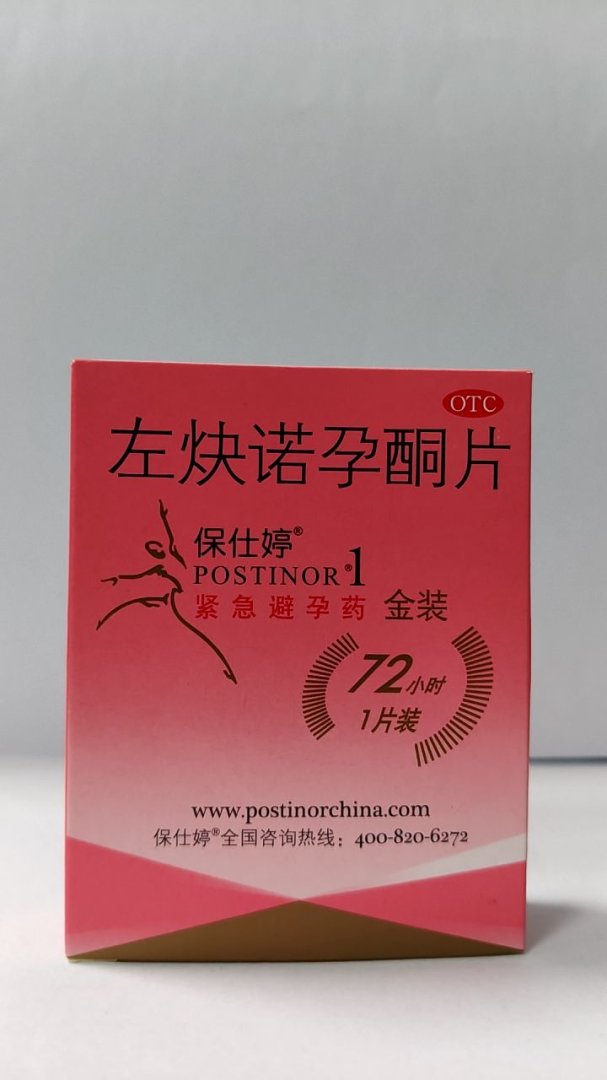 OTC
左炔诺孕酮片
保仕婷®
POSTINOR®1
紧急避孕药 金装
72小时
1片装
www.postinorchina.com
保仕婷®全国咨询热线：400-820-6272